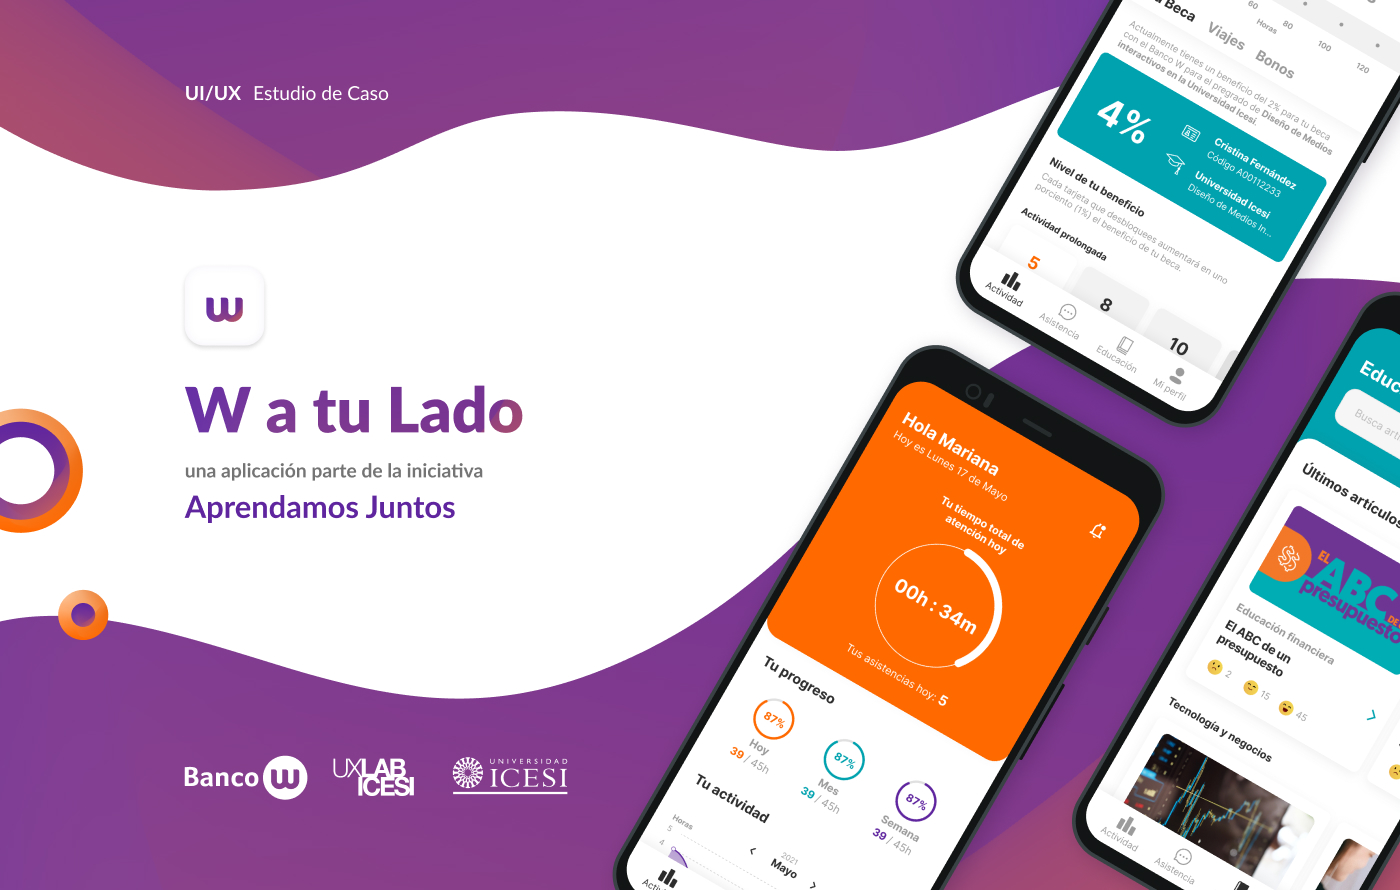 UI/UX Estudio de Caso
w
W a tu Lado
una aplicación parte de la iniciativa
Aprendamos Juntos
Banco w
UXLAB
ICESI
UNIVERSIDAD
ICESI
60
80
100
120
Horas
Beca
Viajes
Bonos
Actualmente tienes un beneficio del 2% para tu beca
con el Banco W para el pregrado de Diseño de Medios
interactivos en la Universidad Icesi.
4%
Cristina Fernández
Código A00112233
Universidad Icesi
Diseño de Medios In...
Nivel de tu beneficio
Cada tarjeta que desbloquees aumentará en uno
porciento (1%) el beneficio de tu beca.
Actividad prolongada
5
8
10
Actividad
Asistencia
Educación
Mi perfil
Hola Mariana
Hoy es Lunes 17 de Mayo
Tu tiempo total de
atención hoy
00h : 34m
Tus asistencias hoy: 5
Tu progreso
87%
Hoy
39 / 45h
87%
Mes
39 / 45h
87%
Semana
39 / 45h
Tu actividad
Horas
5
4
2021
Mayo
Activi
Educ
Busca art
Últimos artículos
EL
ABC
DE
presupuesto
Educación financiera
El ABC de un
presupuesto
2
15
45
Tecnología y negocios
Actividad
Asistencia